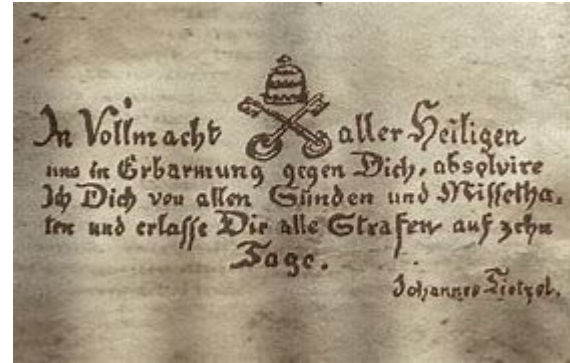 In Vollmacht aller Heiligen
und in Erbarmung gegen Dich, absolvire
Ich Dich von allen Sünden und Missetha-
ten und erlasse Dir alle Strafen auf zehn
Tage.
Johannes Tietzel.